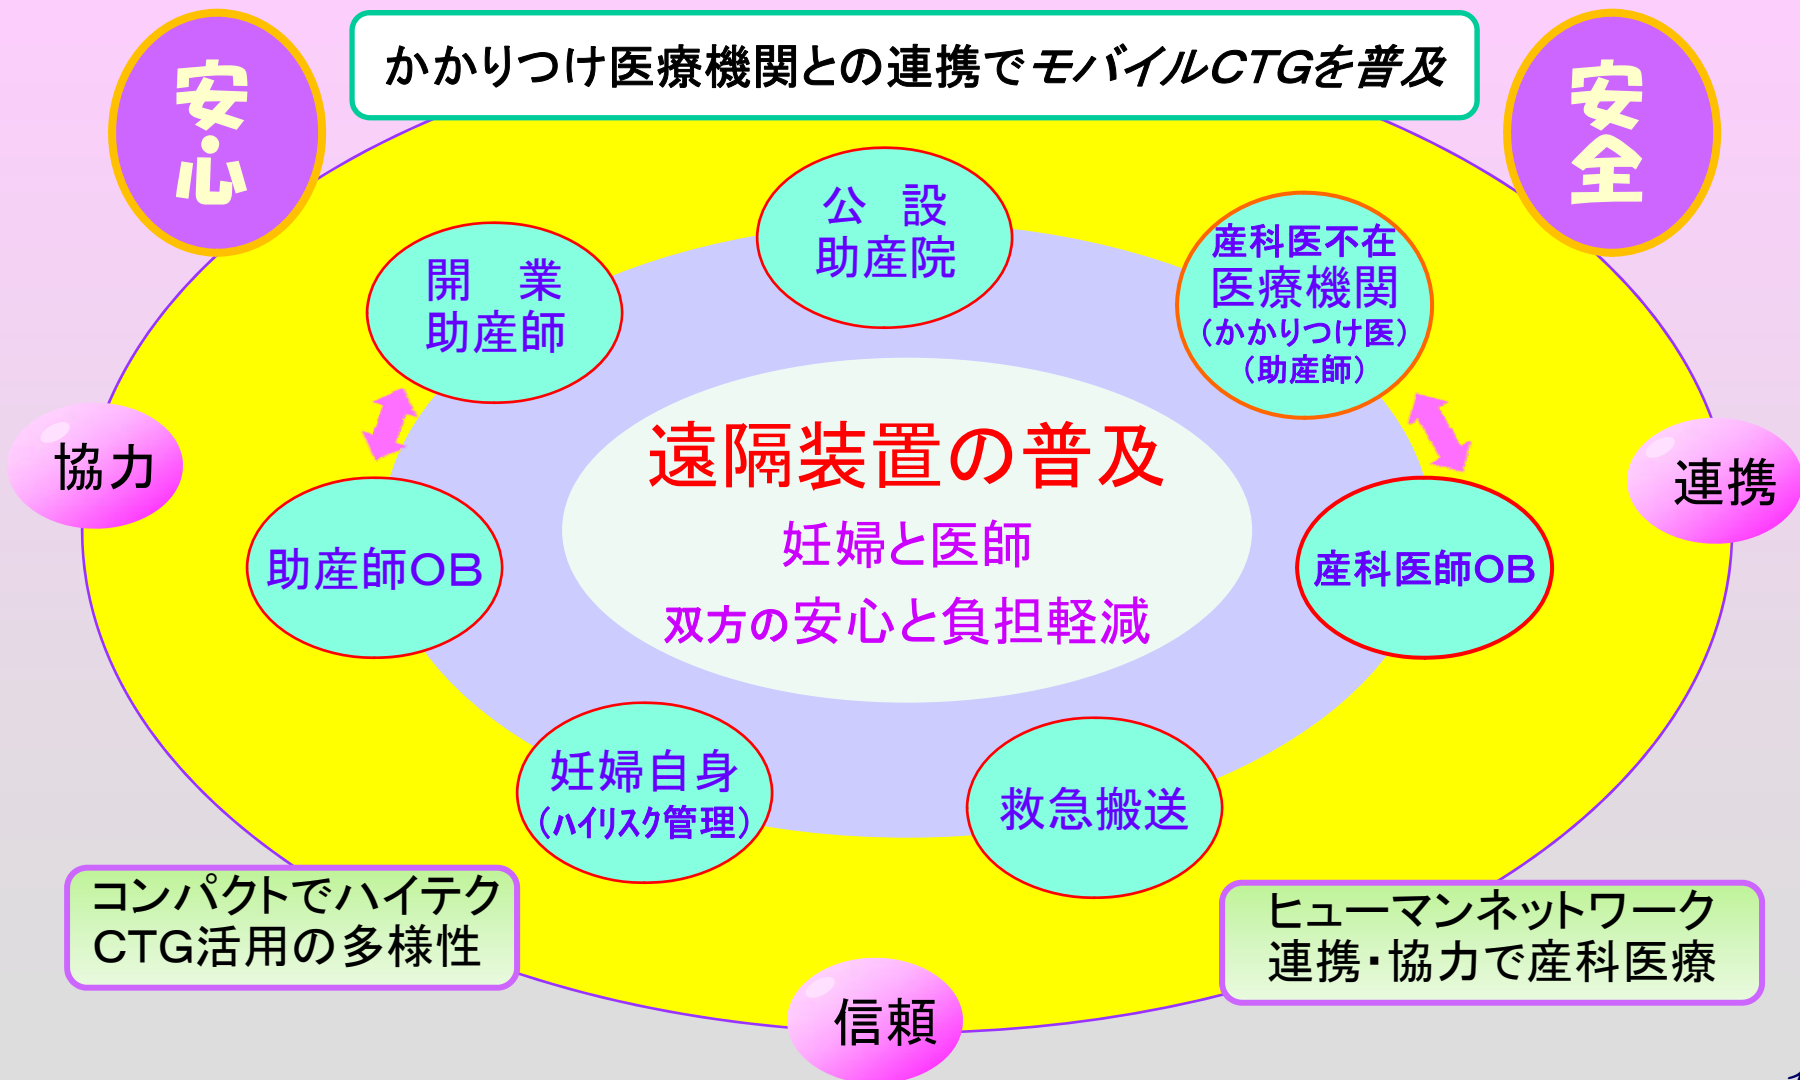 かかりつけ医療機関との連携でモバイルCTGを普及
安心
安全
公　設
助産院
開　業
助産師
産科医不在
医療機関
（かかりつけ医）
（助産師）
協力
連携
遠隔装置の普及
妊婦と医師
双方の安心と負担軽減
助産師OB
産科医師OB
妊婦自身
（ハイリスク管理）
救急搬送
コンパクトでハイテク
CTG活用の多様性
ヒューマンネットワーク
連携・協力で産科医療
信頼